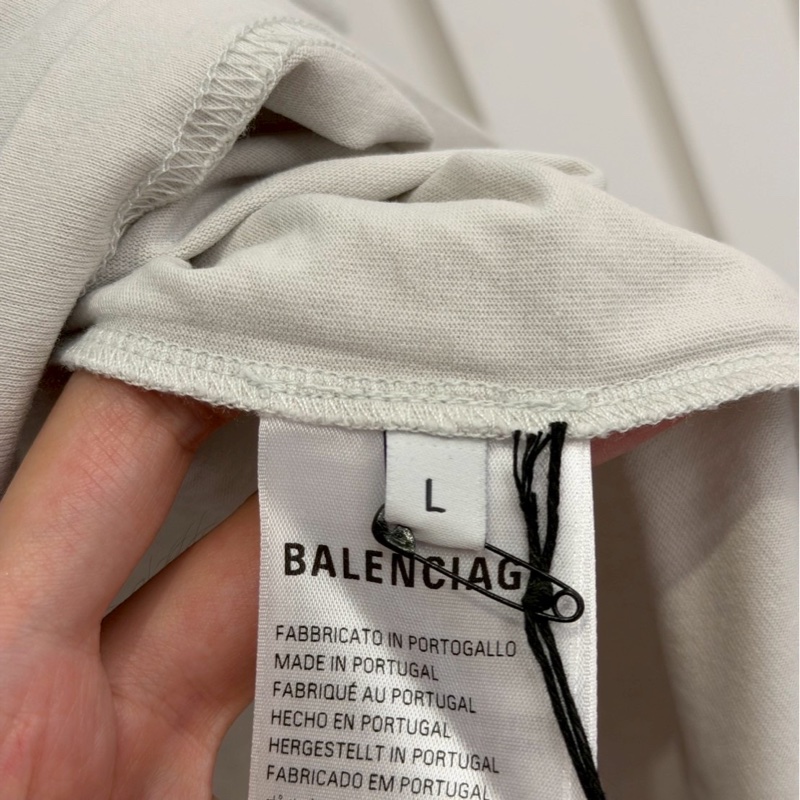 L
BALENCIAG
FABBRICATO IN PORTOGALLO
MADE IN PORTUGAL
FABRIQUÉ AU PORTUGAL
HECHO EN PORTUGAL
HERGESTELLT IN PORTUGAL
FABRICADO EM PORTUGAL